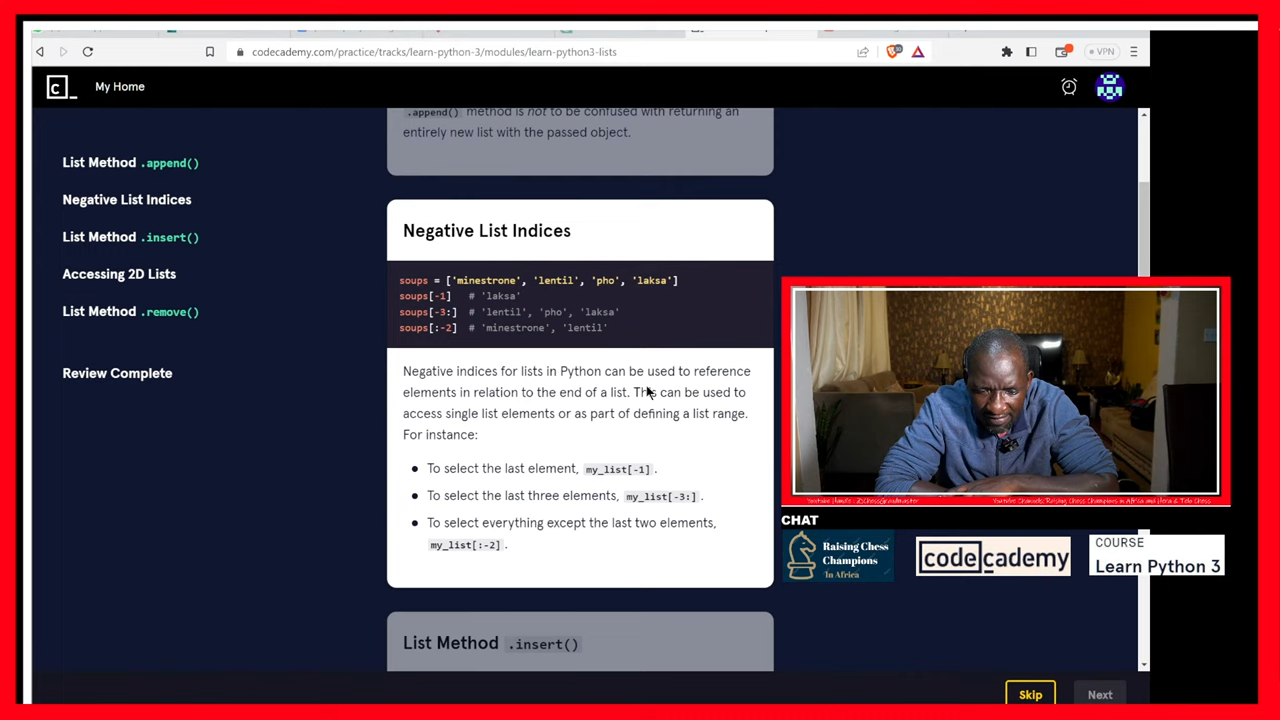 codecademy.com/practice/tracks/learn-python-3/modules/learn-python3-lists
VPN
c_
My Home
.append() method is not to be confused with returning an
entirely new list with the passed object.
List Method .append()
Negative List Indices
List Method .insert()
Accessing 2D Lists
List Method .remove()
Review Complete
Negative List Indices
soups = ['minestrone', 'lentil', 'pho', 'laksa']
soups[-1] # 'laksa'
soups[-3:] # 'lentil', 'pho', 'laksa'
soups[:-2] # 'minestrone', 'lentil'
Negative indices for lists in Python can be used to reference
elements in relation to the end of a list. This can be used to
access single list elements or as part of defining a list range.
For instance:
To select the last element, my_list[-1].
To select the last three elements, my_list[-3:].
To select everything except the last two elements,
my_list[:-2].
List Method .insert()
Skip
Next
CHAT
Raising Chess
Champions
In Africa
codecademy
COURSE
Learn Python 3